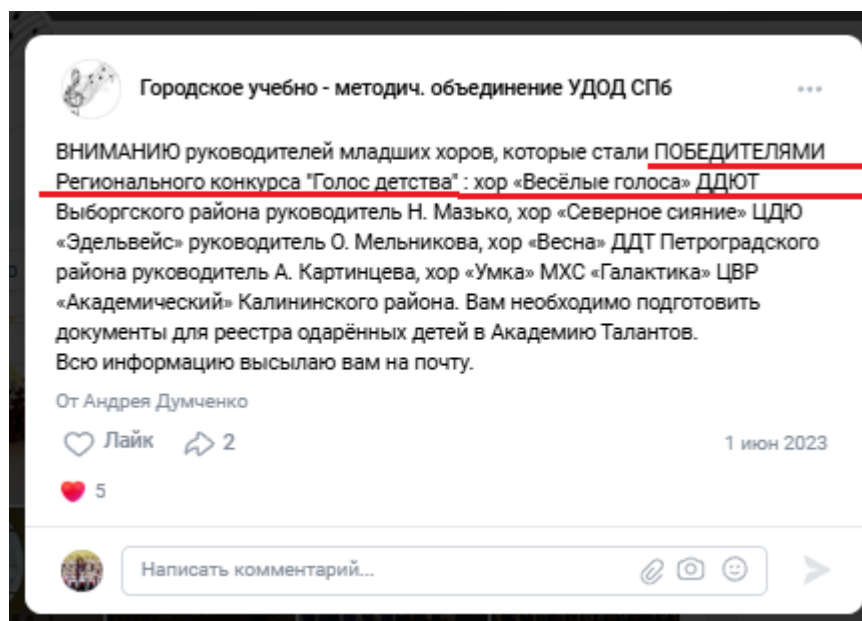 Городское учебно - методич. объединение УДОД СПб
ВНИМАНИЮ руководителей младших хоров, которые стали ПОБЕДИТЕЛЯМИ
Регионального конкурса "Голос детства" : хор «Весёлые голоса» ДДЮТ
Выборгского района руководитель Н. Мазько, хор «Северное сияние» ЦДЮ
«Эдельвейс» руководитель О. Мельникова, хор «Весна» ДДТ Петроградского
района руководитель А. Картинцева, хор «Умка» МХС «Галактика» ЦВР
«Академический» Калининского района. Вам необходимо подготовить
документы для реестра одарённых детей в Академию Талантов.
Всю информацию высылаю вам на почту.
От Андрея Думченко
Лайк 2
1 июн 2023
5
Написать комментарий...